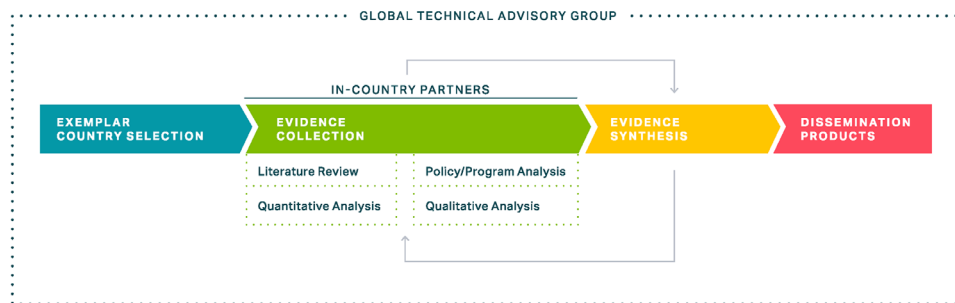 GLOBAL TECHNICAL ADVISORY GROUP
IN-COUNTRY PARTNERS
EXEMPLAR
COUNTRY SELECTION
EVIDENCE
COLLECTION
EVIDENCE
SYNTHESIS
DISSEMINATION
PRODUCTS
Literature Review
Policy/Program Analysis
Quantitative Analysis
Qualitative Analysis